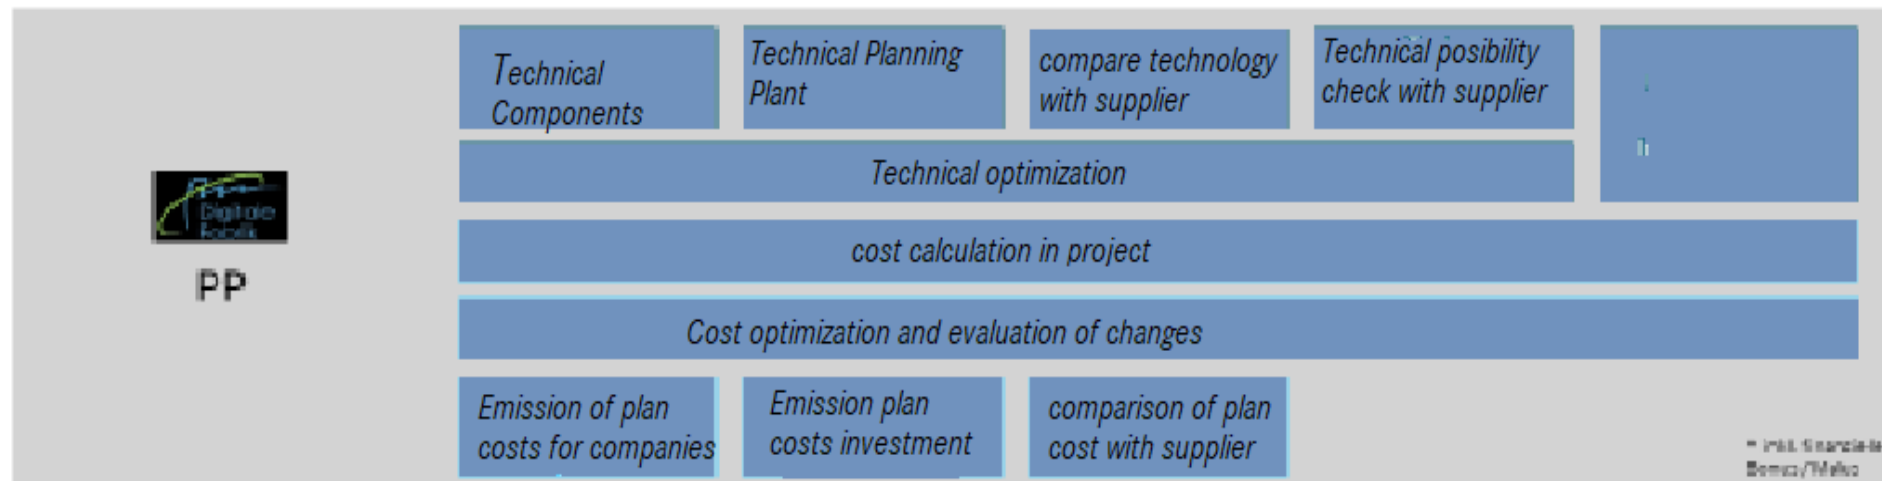 Technical
Components
Technical Planning
Plant
compare technology
with supplier
Technical posibility
check with supplier
Technical optimization
Digitale
PP
cost calculation in project
Cost optimization and evaluation of changes
Emission of plan
costs for companies
Emission plan
costs investment
comparison of plan
cost with supplier